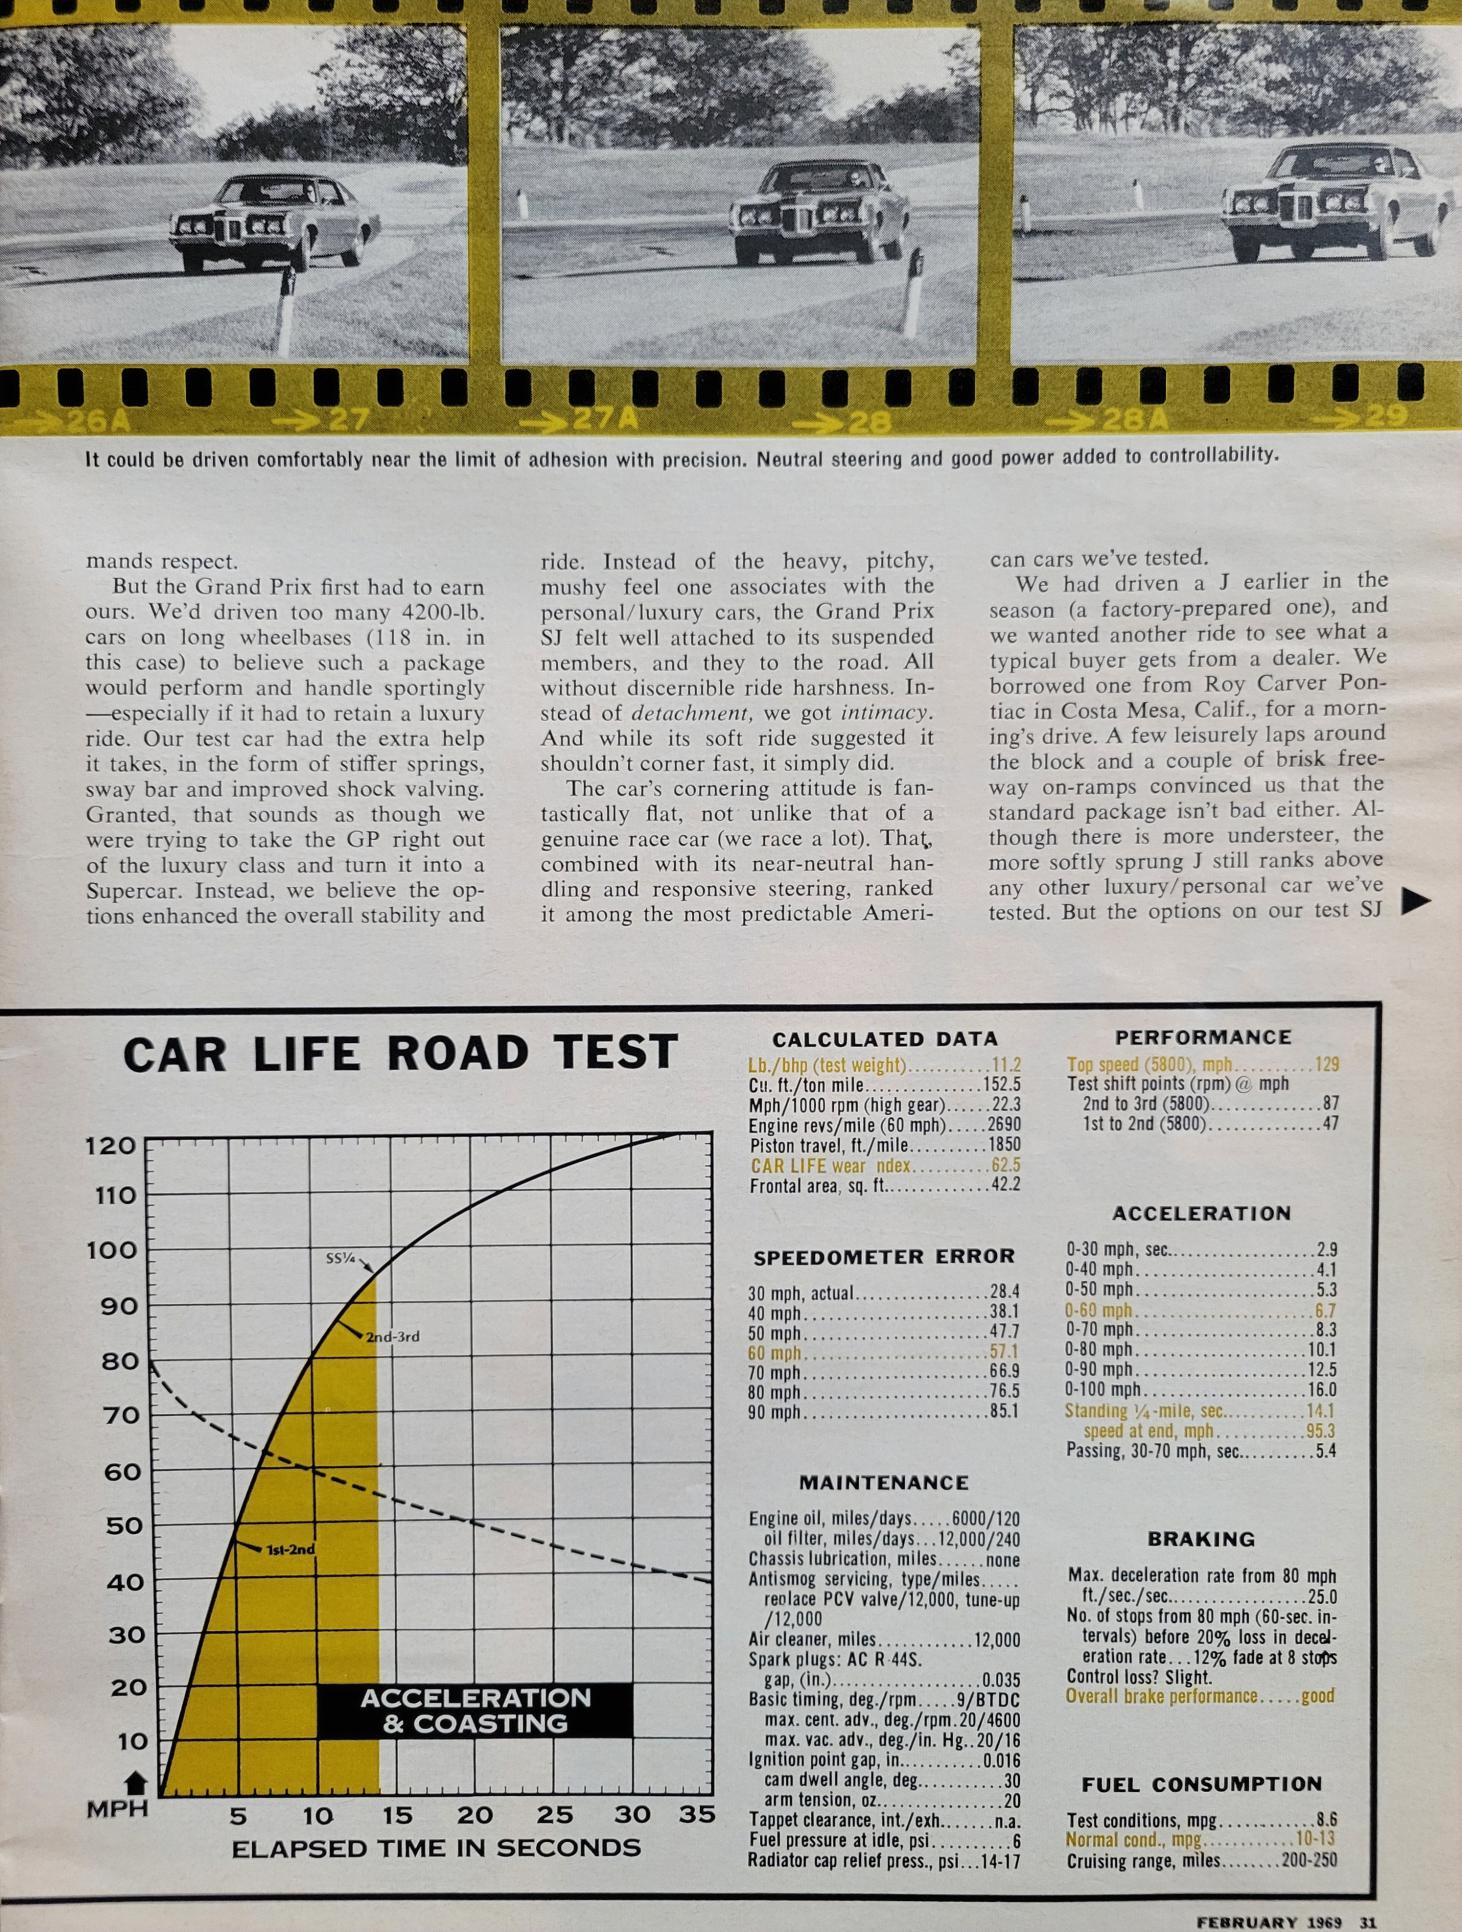 26A
27
27A
28
28A
29
It could be driven comfortably near the limit of adhesion with precision. Neutral steering and good power added to controllability.
mands respect.
But the Grand Prix first had to earn
ours. We'd driven too many 4200-lb.
cars on long wheelbases (118 in. in
this case) to believe such a package
would perform and handle sportingly
—especially if it had to retain a luxury
ride. Our test car had the extra help
it takes, in the form of stiffer springs,
sway bar and improved shock valving.
Granted, that sounds as though we
were trying to take the GP right out
of the luxury class and turn it into a
Supercar. Instead, we believe the op-
tions enhanced the overall stability and
ride. Instead of the heavy, pitchy,
mushy feel one associates with the
personal/luxury cars, the Grand Prix
SJ felt well attached to its suspended
members, and they to the road. All
without discernible ride harshness. In-
stead of detachment, we got intimacy.
And while its soft ride suggested it
shouldn't corner fast, it simply did.
The car's cornering attitude is fan-
tastically flat, not unlike that of a
genuine race car (we race a lot). That,
combined with its near-neutral han-
dling and responsive steering, ranked
it among the most predictable Ameri-
can cars we've tested.
We had driven a J earlier in the
season (a factory-prepared one), and
we wanted another ride to see what a
typical buyer gets from a dealer. We
borrowed one from Roy Carver Pon-
tiac in Costa Mesa, Calif., for a morn-
ing's drive. A few leisurely laps around
the block and a couple of brisk free-
way on-ramps convinced us that the
standard package isn't bad either. Al-
though there is more understeer, the
more softly sprung J still ranks above
any other luxury/personal car we've
tested. But the options on our test SJ
CAR LIFE ROAD TEST
120
110
100
90
80
70
60
50
40
30
20
10
MPH
SS¼
2nd-3rd
1st-2nd
ACCELERATION
& COASTING
5 10 15 20 25 30 35
ELAPSED TIME IN SECONDS
CALCULATED DATA
Lb./bhp (test weight)..........11.2
Cu. ft./ton mile..............152.5
Mph/1000 rpm (high gear)......22.3
Engine revs/mile (60 mph).....2690
Piston travel, ft./mile..........1850
CAR LIFE wear ndex..........62.5
Frontal area, sq. ft..............42.2
SPEEDOMETER ERROR
30 mph, actual................28.4
40 mph.......................38.1
50 mph.......................47.7
60 mph.......................57.1
70 mph.......................66.9
80 mph.......................76.5
90 mph.......................85.1
MAINTENANCE
Engine oil, miles/days.....6000/120
oil filter, miles/days...12,000/240
Chassis lubrication, miles......none
Antismog servicing, type/miles.....
replace PCV valve/12,000, tune-up
/12,000
Air cleaner, miles............12,000
Spark plugs: AC R-44S.
gap, (in.)..................0.035
Basic timing, deg./rpm.....9/BTDC
max. cent. adv., deg./rpm.20/4600
max. vac. adv., deg./in. Hg..20/16
Ignition point gap, in..........0.016
cam dwell angle, deg..........30
arm tension, oz.................20
Tappet clearance, int./exh.......n.a.
Fuel pressure at idle, psi..........6
Radiator cap relief press., psi...14-17
PERFORMANCE
Top speed (5800), mph..........129
Test shift points (rpm) @ mph
2nd to 3rd (5800).............87
1st to 2nd (5800).............47
ACCELERATION
0-30 mph, sec..................2.9
0-40 mph......................4.1
0-50 mph......................5.3
0-60 mph......................6.7
0-70 mph......................8.3
0-80 mph.....................10.1
0-90 mph.....................12.5
0-100 mph....................16.0
Standing ¼-mile, sec..........14.1
speed at end, mph...........95.3
Passing, 30-70 mph, sec..........5.4
BRAKING
Max. deceleration rate from 80 mph
ft./sec./sec.................25.0
No. of stops from 80 mph (60-sec. in-
tervals) before 20% loss in decel-
eration rate...12% fade at 8 stops
Control loss? Slight.
Overall brake performance.....good
FUEL CONSUMPTION
Test conditions, mpg............8.6
Normal cond., mpg............10-13
Cruising range, miles........200-250
FEBRUARY 1969 31